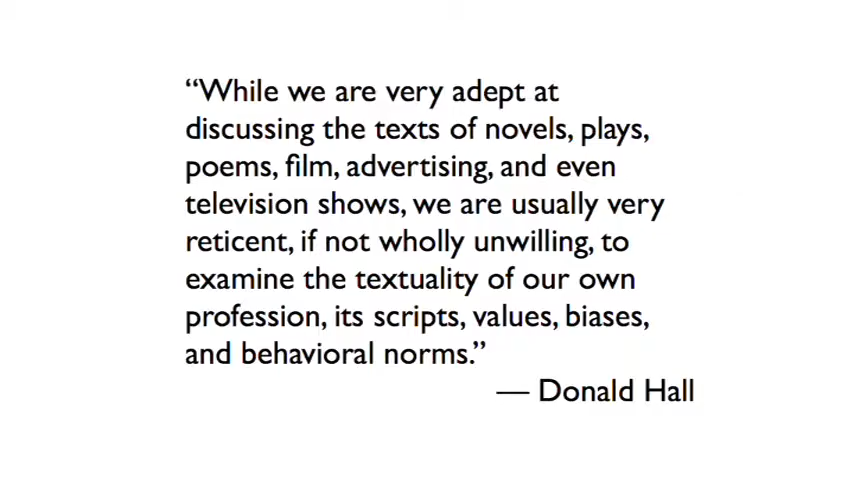 “While we are very adept at
discussing the texts of novels, plays,
poems, film, advertising, and even
television shows, we are usually very
reticent, if not wholly unwilling, to
examine the textuality of our own
profession, its scripts, values, biases,
and behavioral norms.”
— Donald Hall